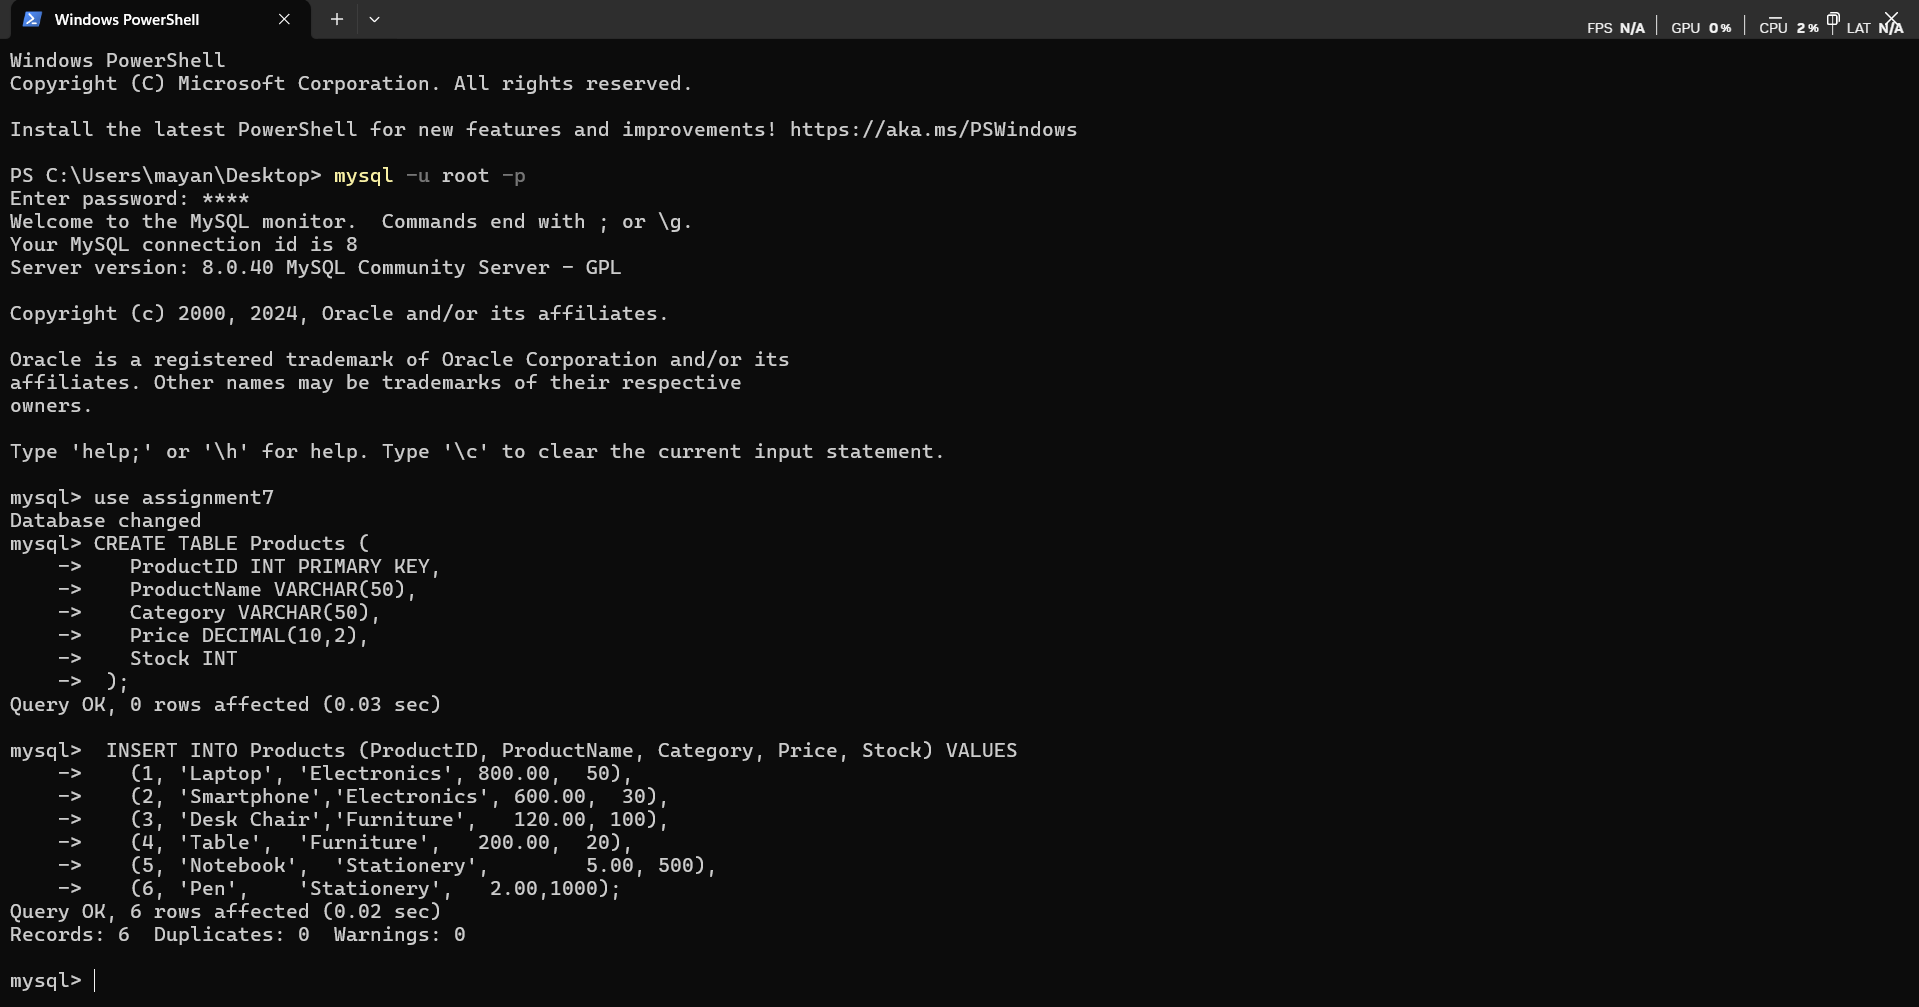 Windows PowerShell
FPS N/A | GPU 0% | CPU 2% | LAT N/A
Windows PowerShell
Copyright (C) Microsoft Corporation. All rights reserved.
Install the latest PowerShell for new features and improvements! https://aka.ms/PSWindows
PS C:\Users\mayan\Desktop> mysql -u root -p
Enter password: ****
Welcome to the MySQL monitor.  Commands end with ; or \g.
Your MySQL connection id is 8
Server version: 8.0.40 MySQL Community Server - GPL
Copyright (c) 2000, 2024, Oracle and/or its affiliates.
Oracle is a registered trademark of Oracle Corporation and/or its
affiliates. Other names may be trademarks of their respective
owners.
Type 'help;' or '\h' for help. Type '\c' to clear the current input statement.
mysql> use assignment7
Database changed
mysql> CREATE TABLE Products (
    ->    ProductID INT PRIMARY KEY,
    ->    ProductName VARCHAR(50),
    ->    Category VARCHAR(50),
    ->    Price DECIMAL(10,2),
    ->    Stock INT
    ->  );
Query OK, 0 rows affected (0.03 sec)
mysql>  INSERT INTO Products (ProductID, ProductName, Category, Price, Stock) VALUES
    ->    (1, 'Laptop', 'Electronics', 800.00,  50),
    ->    (2, 'Smartphone','Electronics', 600.00,  30),
    ->    (3, 'Desk Chair','Furniture',   120.00, 100),
    ->    (4, 'Table',  'Furniture',   200.00,  20),
    ->    (5, 'Notebook',  'Stationery',        5.00, 500),
    ->    (6, 'Pen',    'Stationery',   2.00,1000);
Query OK, 6 rows affected (0.02 sec)
Records: 6  Duplicates: 0  Warnings: 0
mysql>